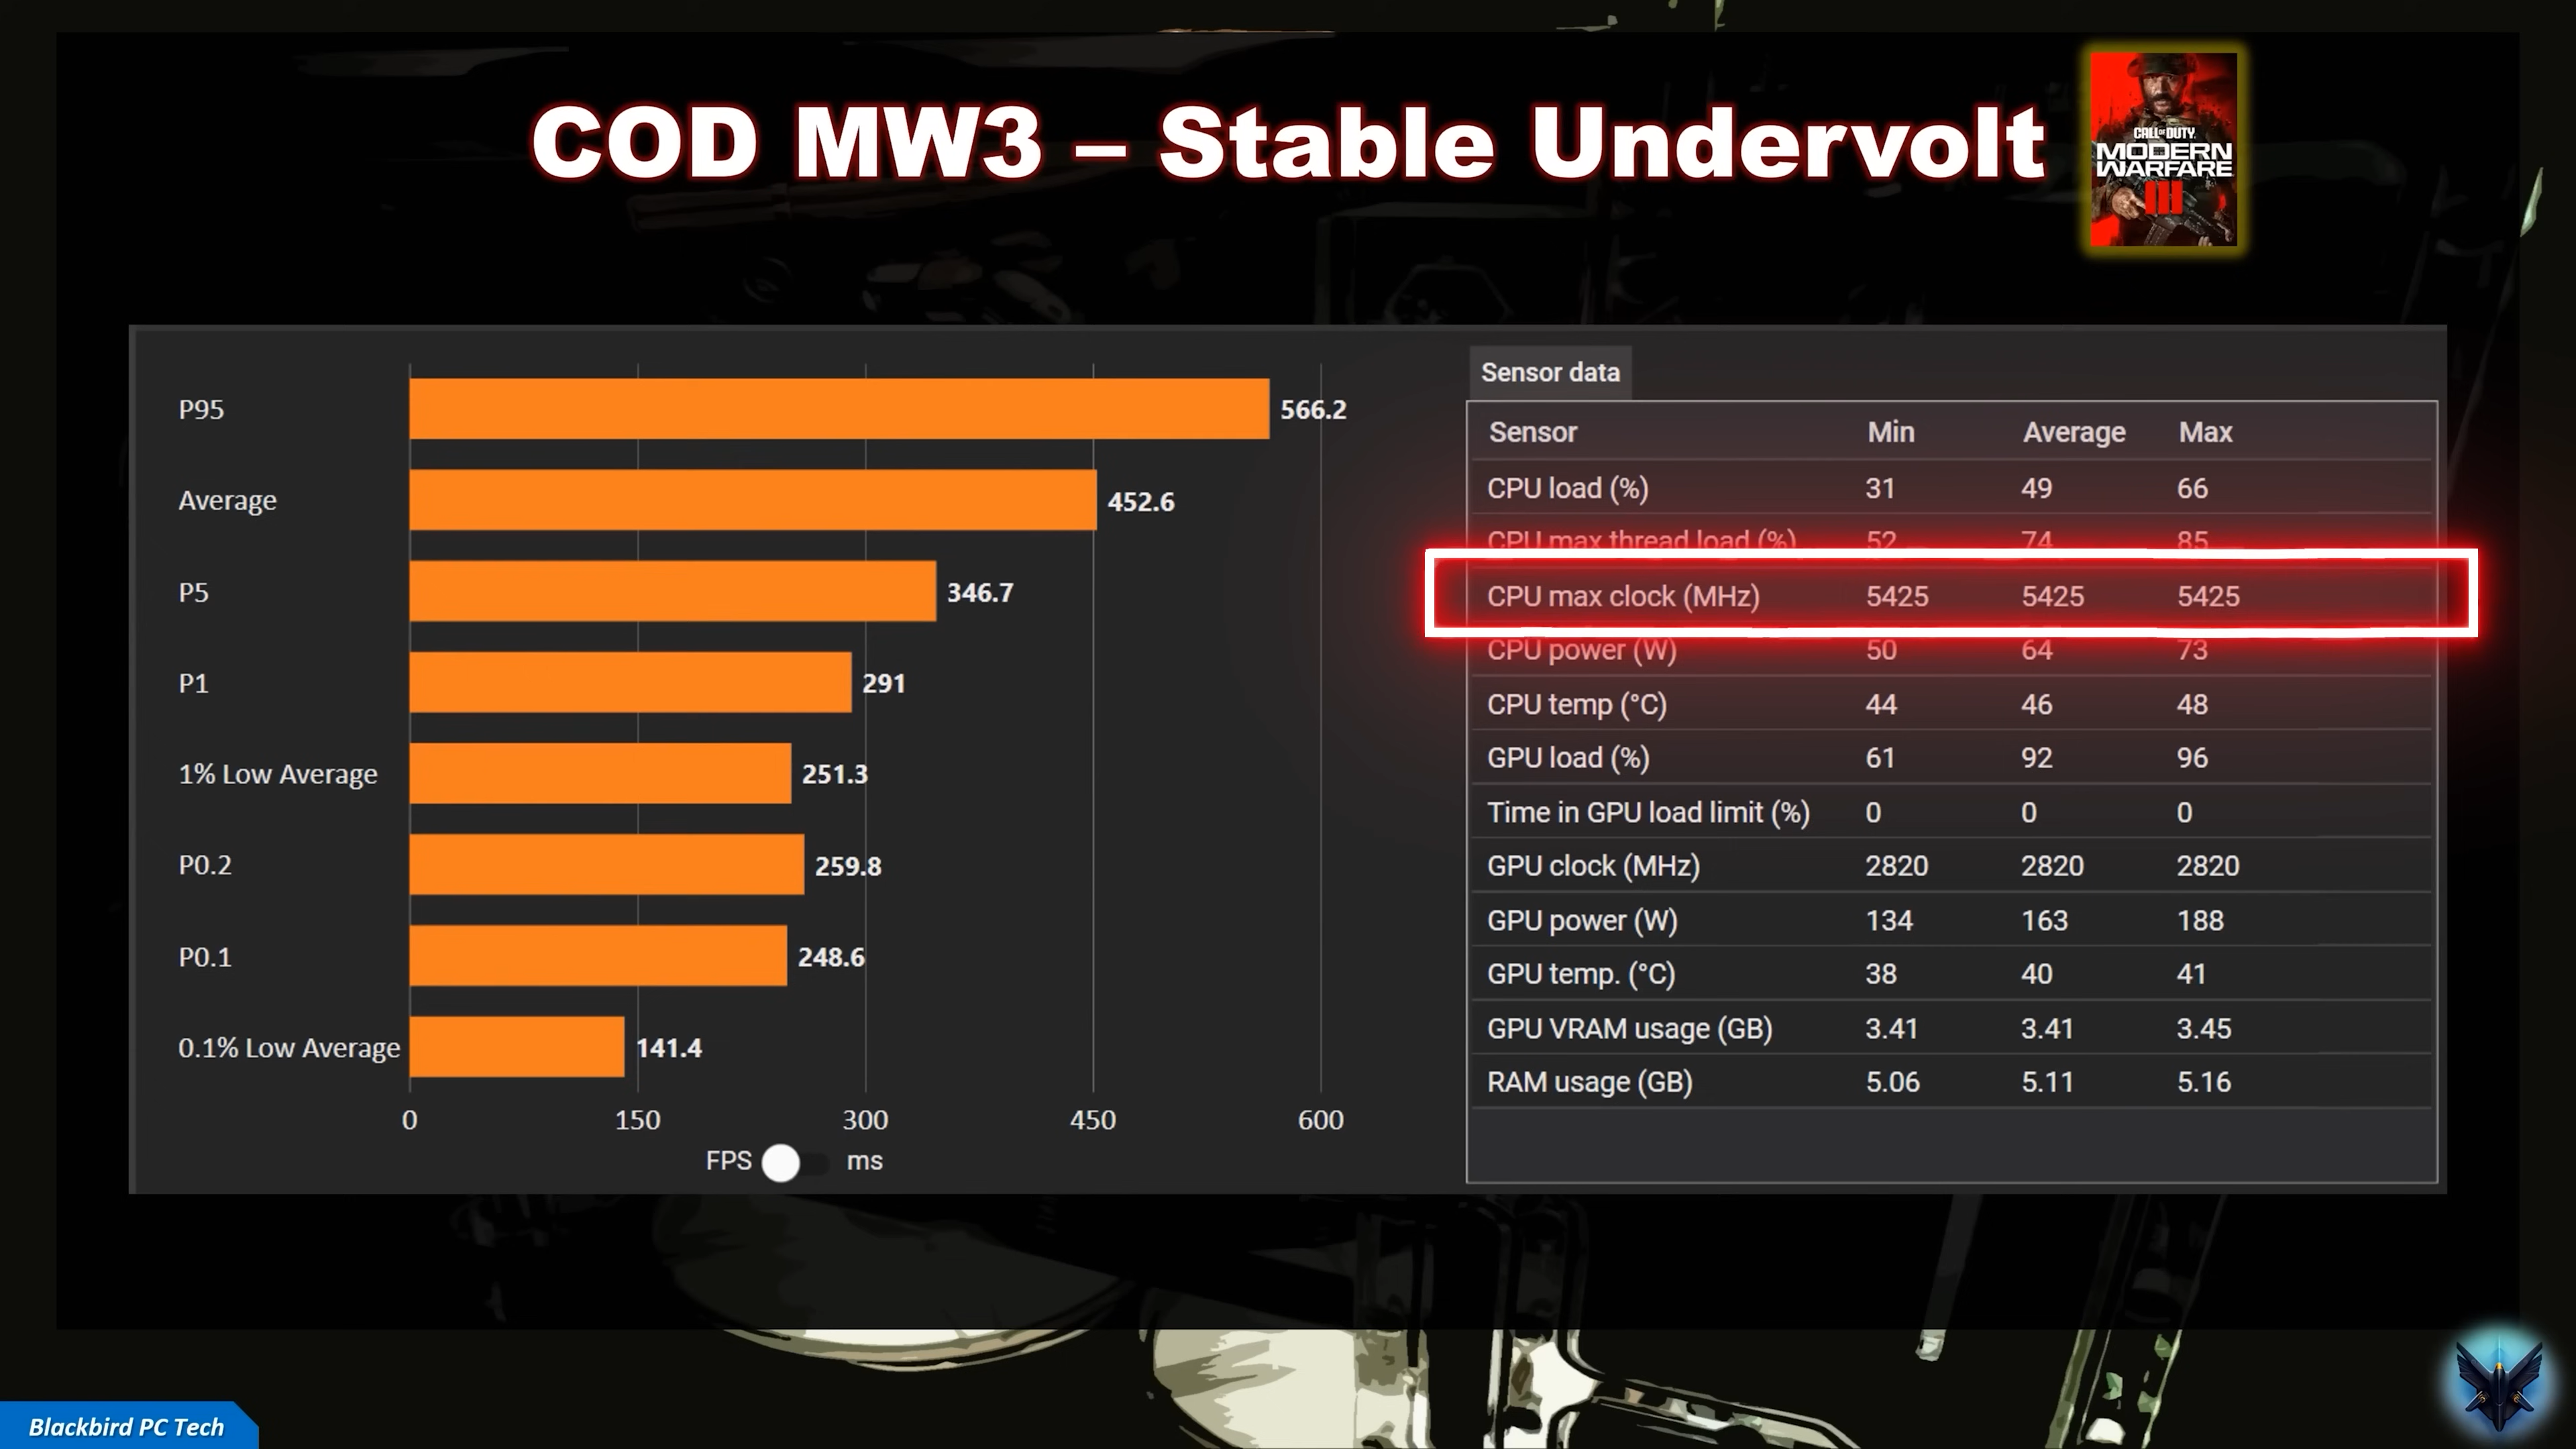 COD MW3 – Stable Undervolt
CALL OF DUTY
MODERN
WARFARE
III
P95 566.2
Average 452.6
P5 346.7
P1 291
1% Low Average 251.3
P0.2 259.8
P0.1 248.6
0.1% Low Average 141.4
0 150 300 450 600
FPS ms
Sensor data
Sensor Min Average Max
CPU load (%) 31 49 66
CPU max thread load (%) 52 74 85
CPU max clock (MHz) 5425 5425 5425
CPU power (W) 50 64 73
CPU temp (°C) 44 46 48
GPU load (%) 61 92 96
Time in GPU load limit (%) 0 0 0
GPU clock (MHz) 2820 2820 2820
GPU power (W) 134 163 188
GPU temp. (°C) 38 40 41
GPU VRAM usage (GB) 3.41 3.41 3.45
RAM usage (GB) 5.06 5.11 5.16
Blackbird PC Tech